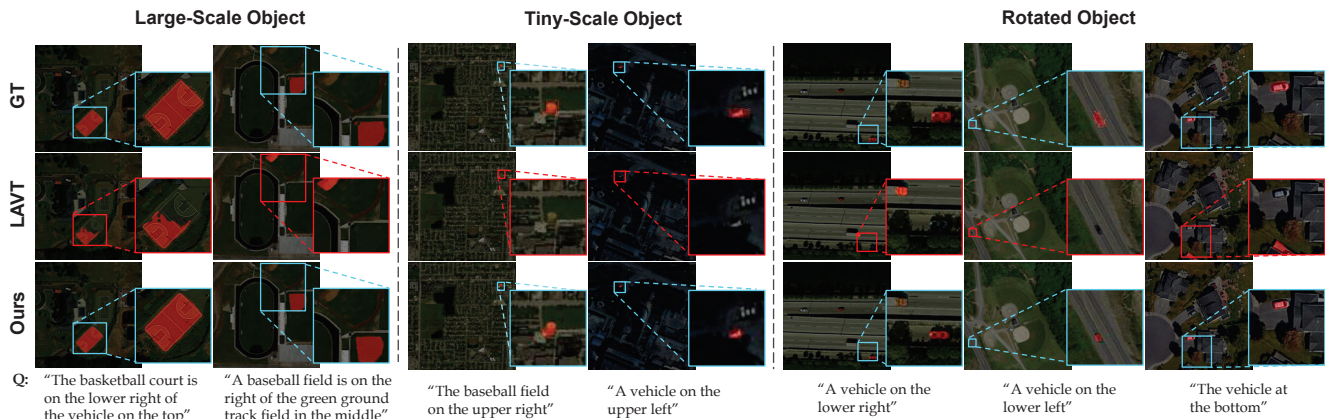 Large-Scale Object
Tiny-Scale Object
Rotated Object
GT
LAVT
Ours
Q:
"The basketball court is
on the lower right of
the vehicle on the top"
"A baseball field is on the
right of the green ground
track field in the middle"
"The baseball field
on the upper right"
"A vehicle on the
upper left"
"A vehicle on the
lower right"
"A vehicle on the
lower left"
"The vehicle at
the bottom"